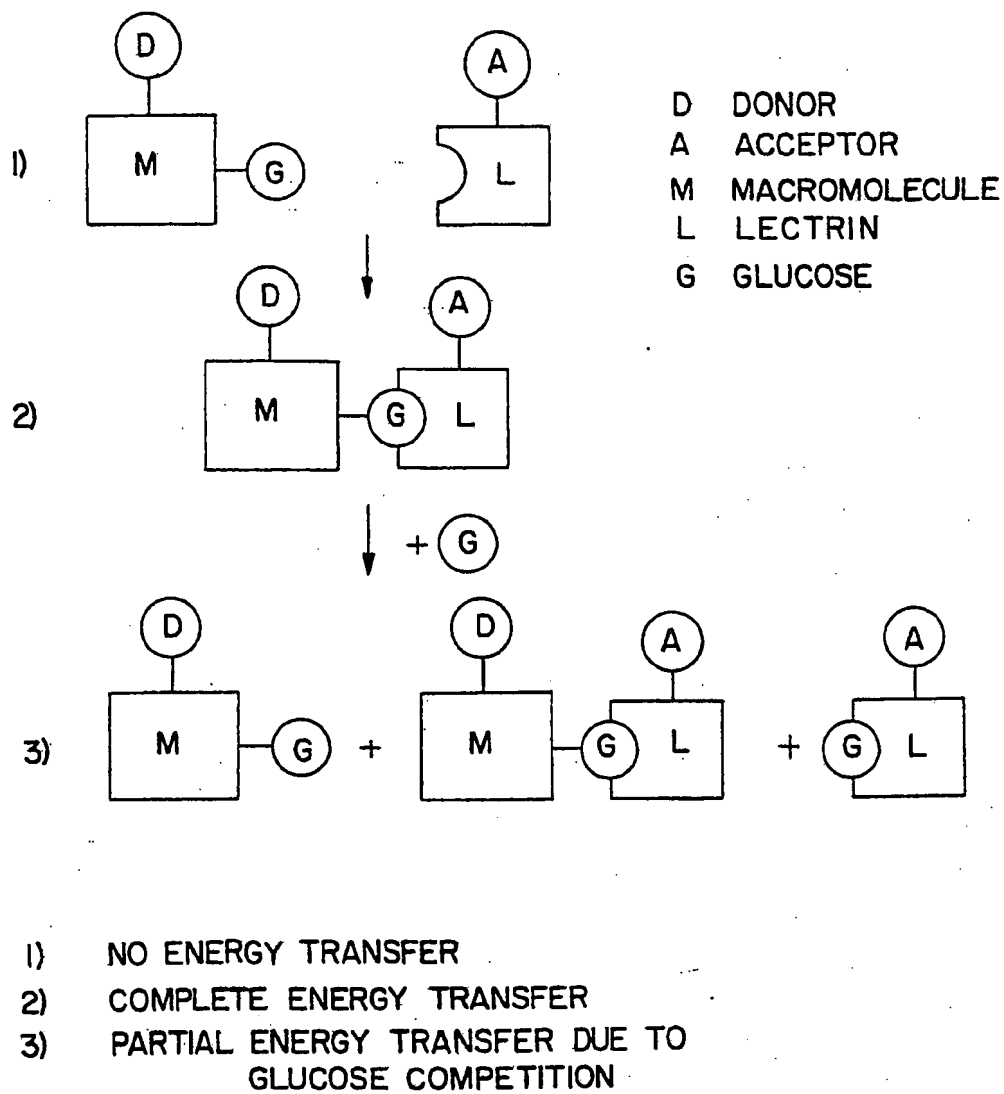 D
A
D DONOR
A ACCEPTOR
1) M G L
M MACROMOLECULE
L LECTRIN
G GLUCOSE
D A
2) M G L
+ G
D D A A
3) M G + M G L + G L
1) NO ENERGY TRANSFER
2) COMPLETE ENERGY TRANSFER
3) PARTIAL ENERGY TRANSFER DUE TO
GLUCOSE COMPETITION